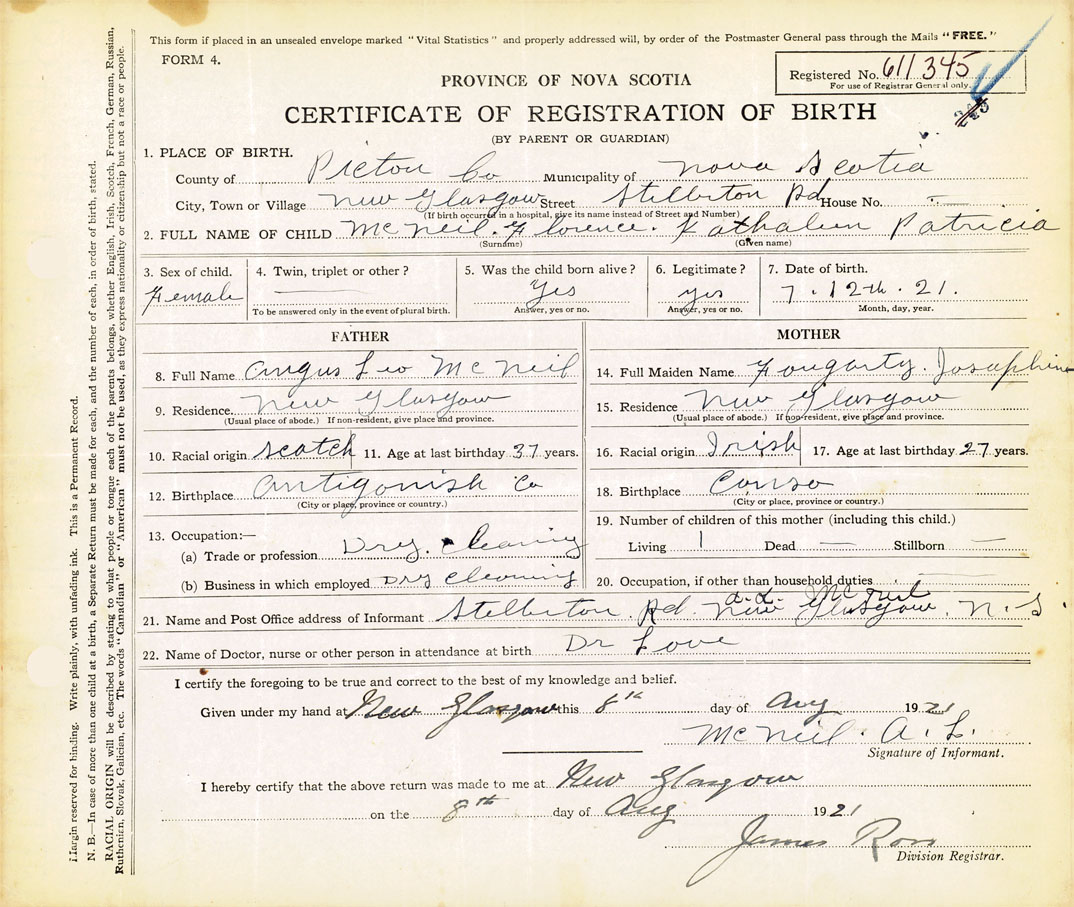 This form if placed in an unsealed envelope marked "Vital Statistics" and properly addressed will, by order of the Postmaster General pass through the Mails "FREE."
FORM 4.
Registered No. 611345
For use of Registrar General only.
PROVINCE OF NOVA SCOTIA
CERTIFICATE OF REGISTRATION OF BIRTH
(BY PARENT OR GUARDIAN)
1. PLACE OF BIRTH.
County of Pictou Co Municipality of Nova Scotia
City, Town or Village New Glasgow Street Stellerton Rd House No.
(If birth occurred in a hospital, give its name instead of Street and Number)
2. FULL NAME OF CHILD McNeil. Florence. Kathaleen Patricia
(Surname) (Given name)
3. Sex of child. 4. Twin, triplet or other? 5. Was the child born alive? 6. Legitimate? 7. Date of birth.
Female Yes yes 7. 12th. 21.
To be answered only in the event of plural birth. Answer, yes or no. Answer, yes or no. Month, day, year.
FATHER
8. Full Name Angus Leo McNeil
9. Residence. New Glasgow
(Usual place of abode.) If non-resident, give place and province.
10. Racial origin Scotch 11. Age at last birthday 37 years.
12. Birthplace Antigonish Co
(City or place, province or country.)
13. Occupation:—
(a) Trade or profession Dry. cleaning
(b) Business in which employed Dry cleaning
MOTHER
14. Full Maiden Name Fougarty. Josaphine
15. Residence New Glasgow
(Usual place of abode.) If non-resident, give place and province.
16. Racial origin Irish 17. Age at last birthday 27 years.
18. Birthplace Canso
(City or place, province or country.)
19. Number of children of this mother (including this child.)
Living 1 Dead — Stillborn —
20. Occupation, if other than household duties
A. L. McNeil
21. Name and Post Office address of Informant Stellerton Rd. New Glasgow. N. S
22. Name of Doctor, nurse or other person in attendance at birth Dr Love
I certify the foregoing to be true and correct to the best of my knowledge and belief.
Given under my hand at New Glasgow this 8th day of Aug 1921
McNeil. A. L.
Signature of Informant.
I hereby certify that the above return was made to me at New Glasgow
on the 8th day of Aug 1921
James Ross
Division Registrar.
Margin reserved for binding. Write plainly, with unfading ink. This is a Permanent Record.
N. B.—In case of more than one child at a birth, a Separate Return must be made for each, and the number of each, in order of birth, stated.
RACIAL ORIGIN will be described by stating to what people or tongue each of the parents belongs, whether English, Irish, Scotch, French, German, Russian,
Ruthenian, Slovak, Galician, etc. The words "Canadian" or "American" must not be used, as they express nationality or citizenship but not a race or people.